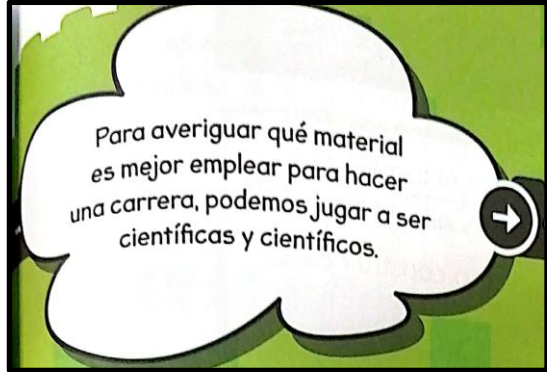 Para averiguar qué material
es mejor emplear para hacer
una carrera, podemos jugar a ser
científicas y científicos.